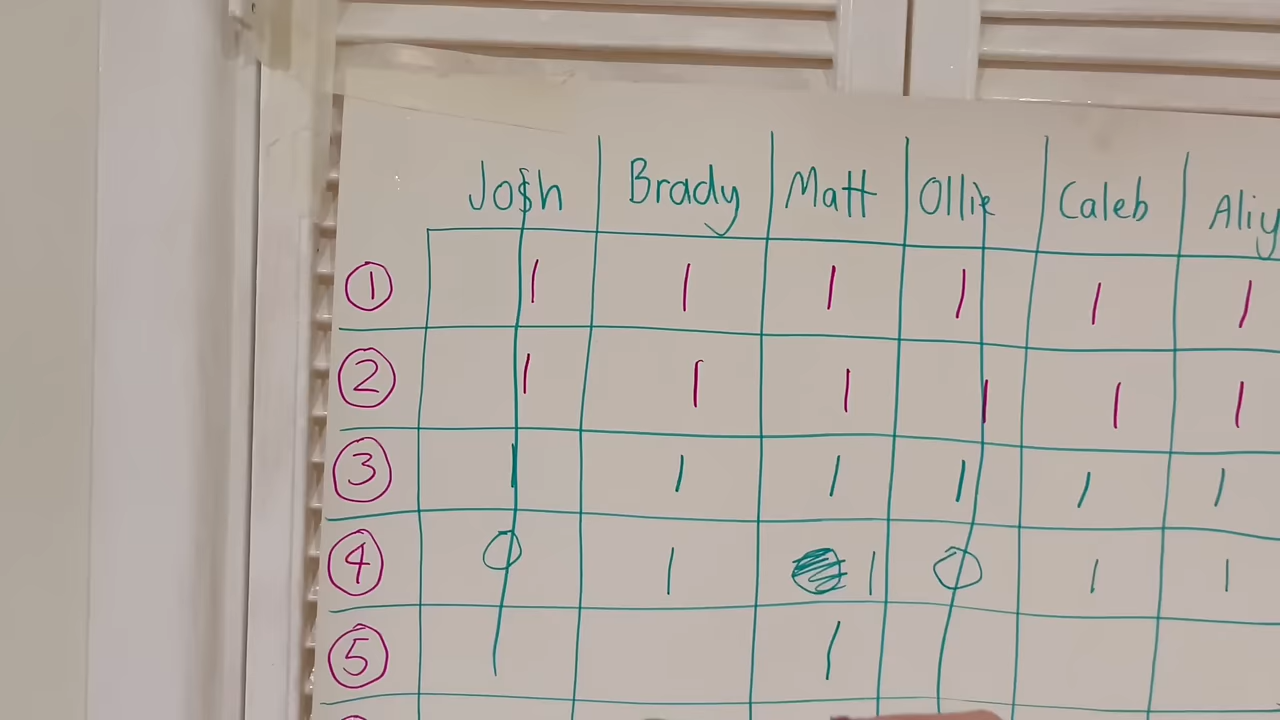 Josh Brady Matt Ollie Caleb Aliy
① 1 1 1 1 1 1
② 1 1 1 1 1 1
③ 1 1 1 1 1 1
④ 0 1 1 0 1 1
⑤ 1